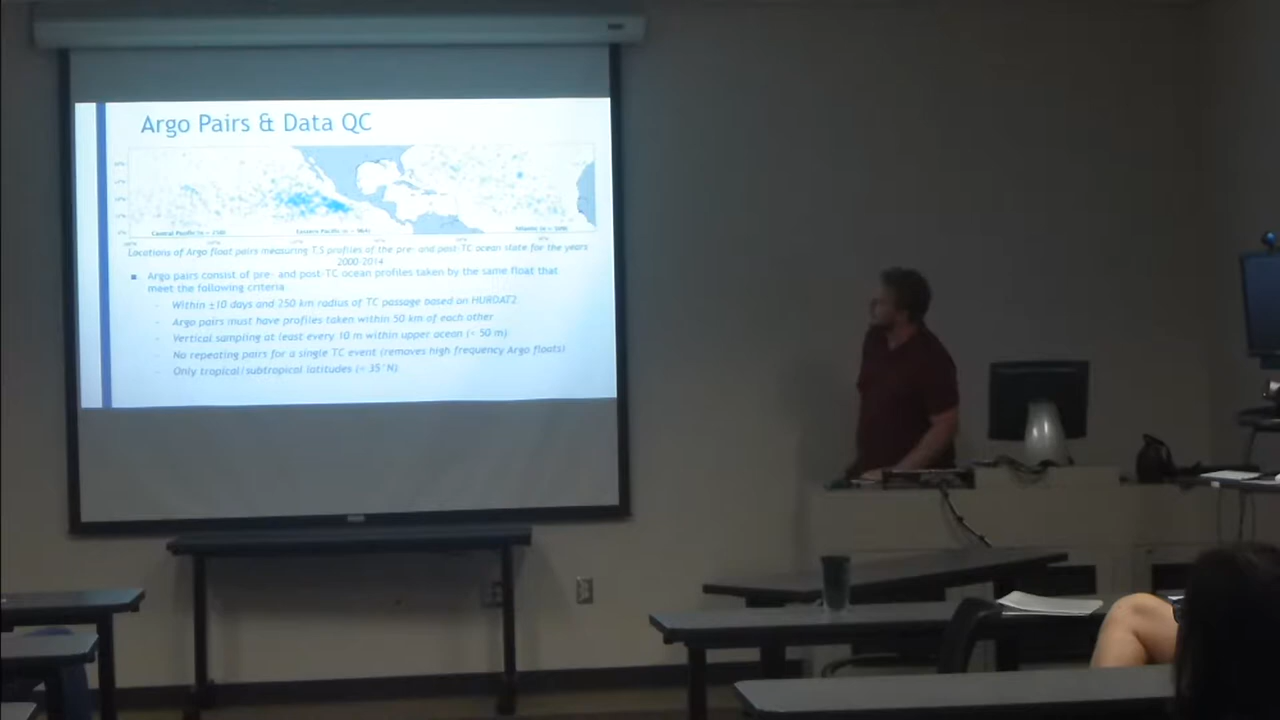 Argo Pairs & Data QC
Central Pacific (n =
Eastern Pacific (n =
Atlantic (n =
Locations of Argo float pairs measuring T,S profiles of the pre- and post-TC ocean state for the years
2000-2014
Argo pairs consist of pre- and post-TC ocean profiles taken by the same float that
meet the following criteria
Within ±10 days and 250 km radius of TC passage based on HURDAT2
Argo pairs must have profiles taken within 50 km of each other
Vertical sampling at least every 10 m within upper ocean (< 50 m)
No repeating pairs for a single TC event (removes high frequency Argo floats)
Only tropical/subtropical latitudes (< 35°N)